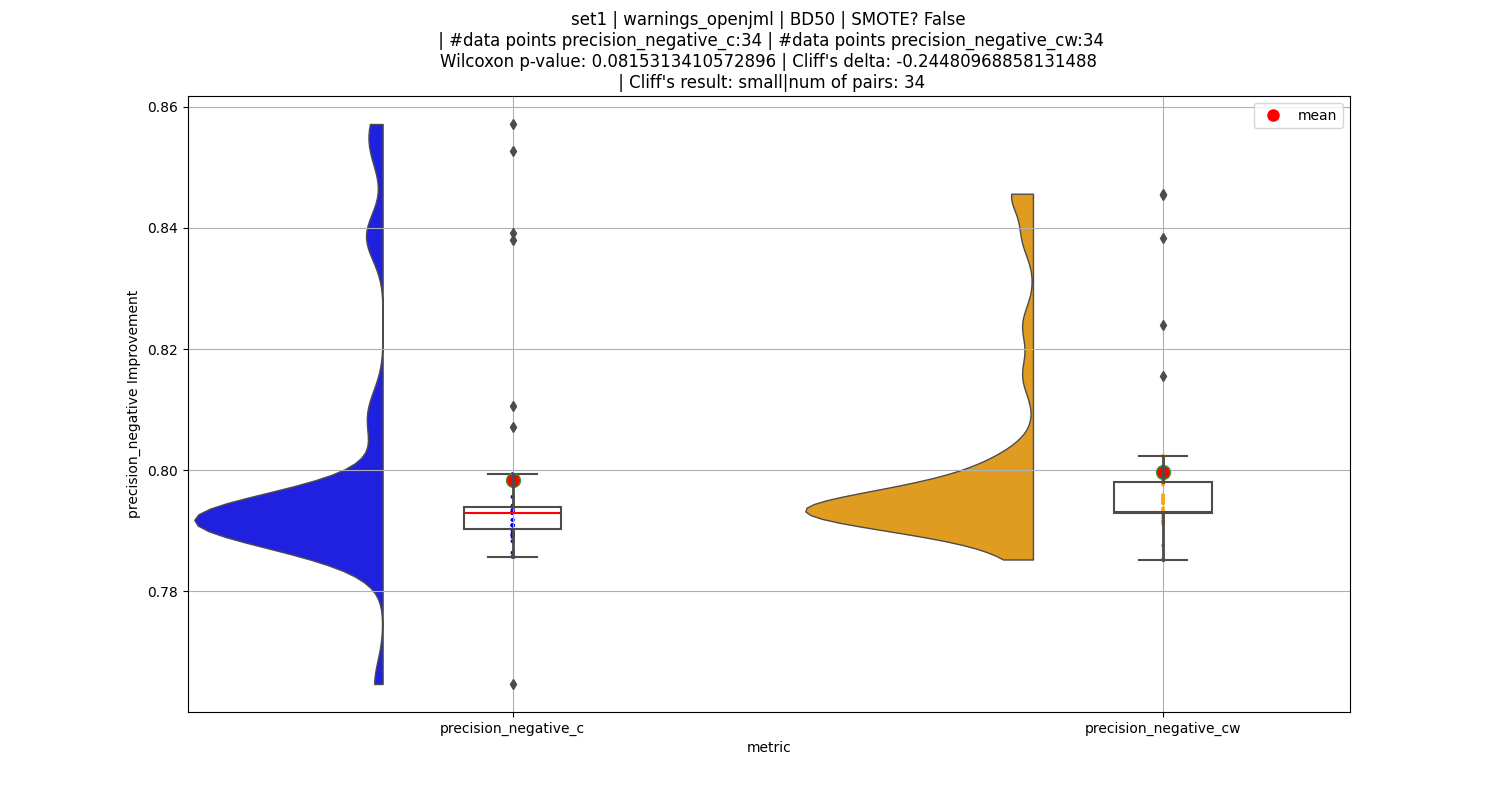 set1 | warnings_openjml | BD50 | SMOTE? False
| #data points precision_negative_c:34 | #data points precision_negative_cw:34
Wilcoxon p-value: 0.0815313410572896 | Cliff's delta: -0.24480968858131488
| Cliff's result: small|num of pairs: 34
mean
0.86
0.84
0.82
0.80
0.78
precision_negative Improvement
precision_negative_c
precision_negative_cw
metric